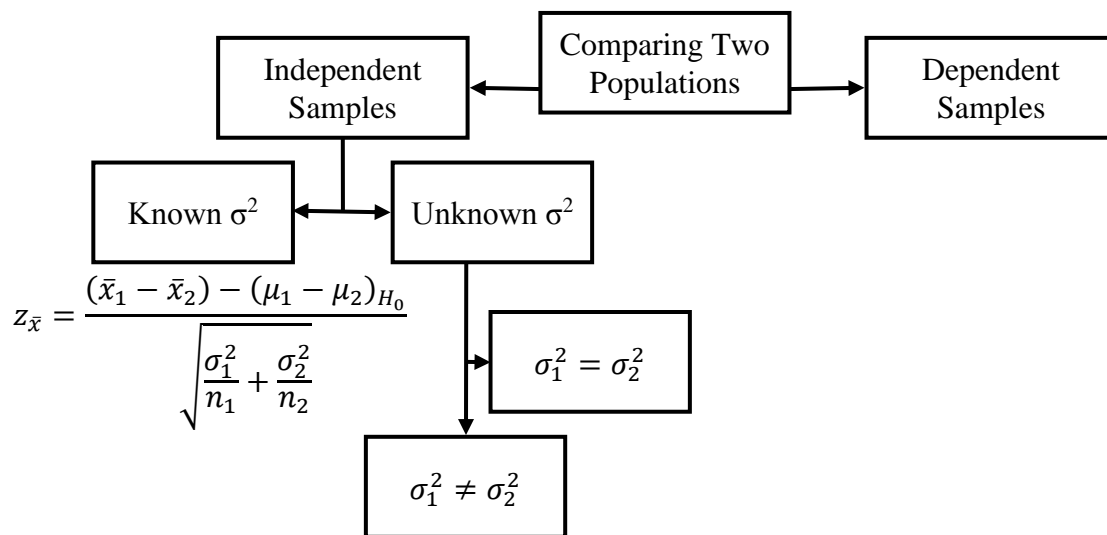 Comparing Two
Populations
Independent
Samples
Dependent
Samples
Known σ²
Unknown σ²
z_x̄ = ((x̄₁ − x̄₂) − (μ₁ − μ₂)_H₀) / √(σ₁²/n₁ + σ₂²/n₂)
σ₁² = σ₂²
σ₁² ≠ σ₂²